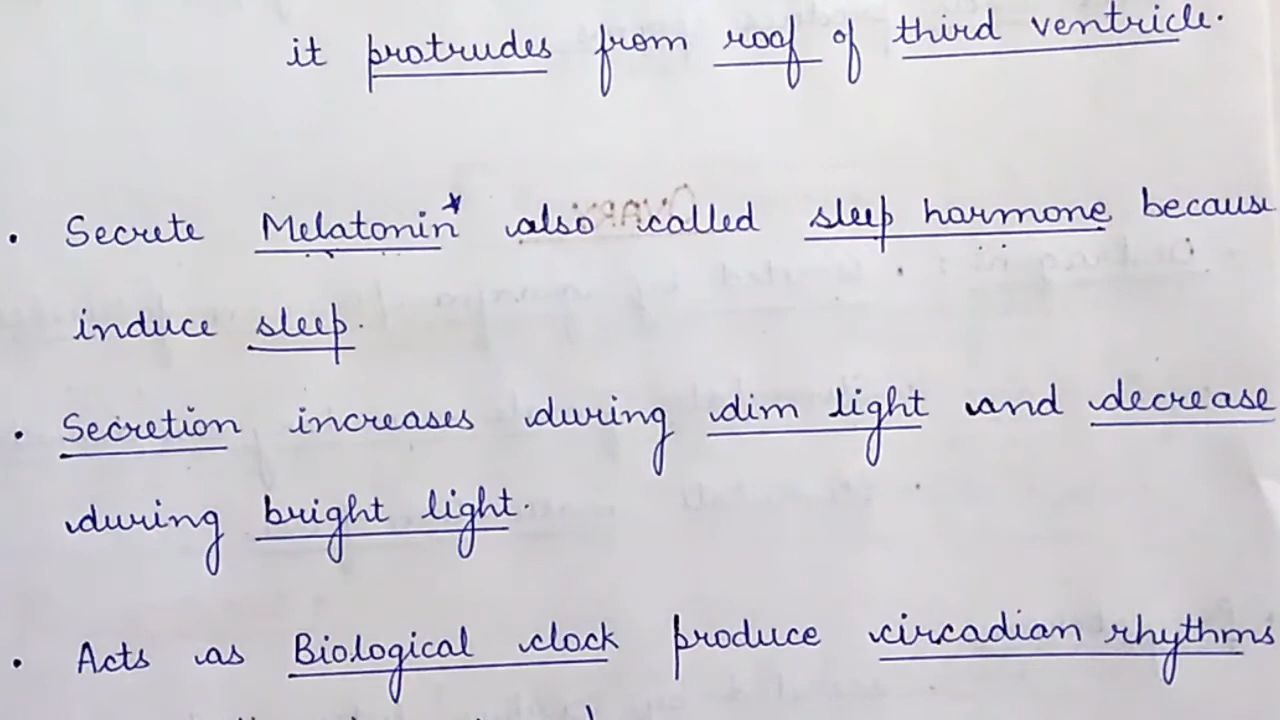 it protrudes from roof of third ventricle.
• Secrete Melatonin* also called sleep hormone because
induce sleep.
• Secretion increases during dim light and decrease
during bright light.
• Acts as Biological clock produce circadian rhythms